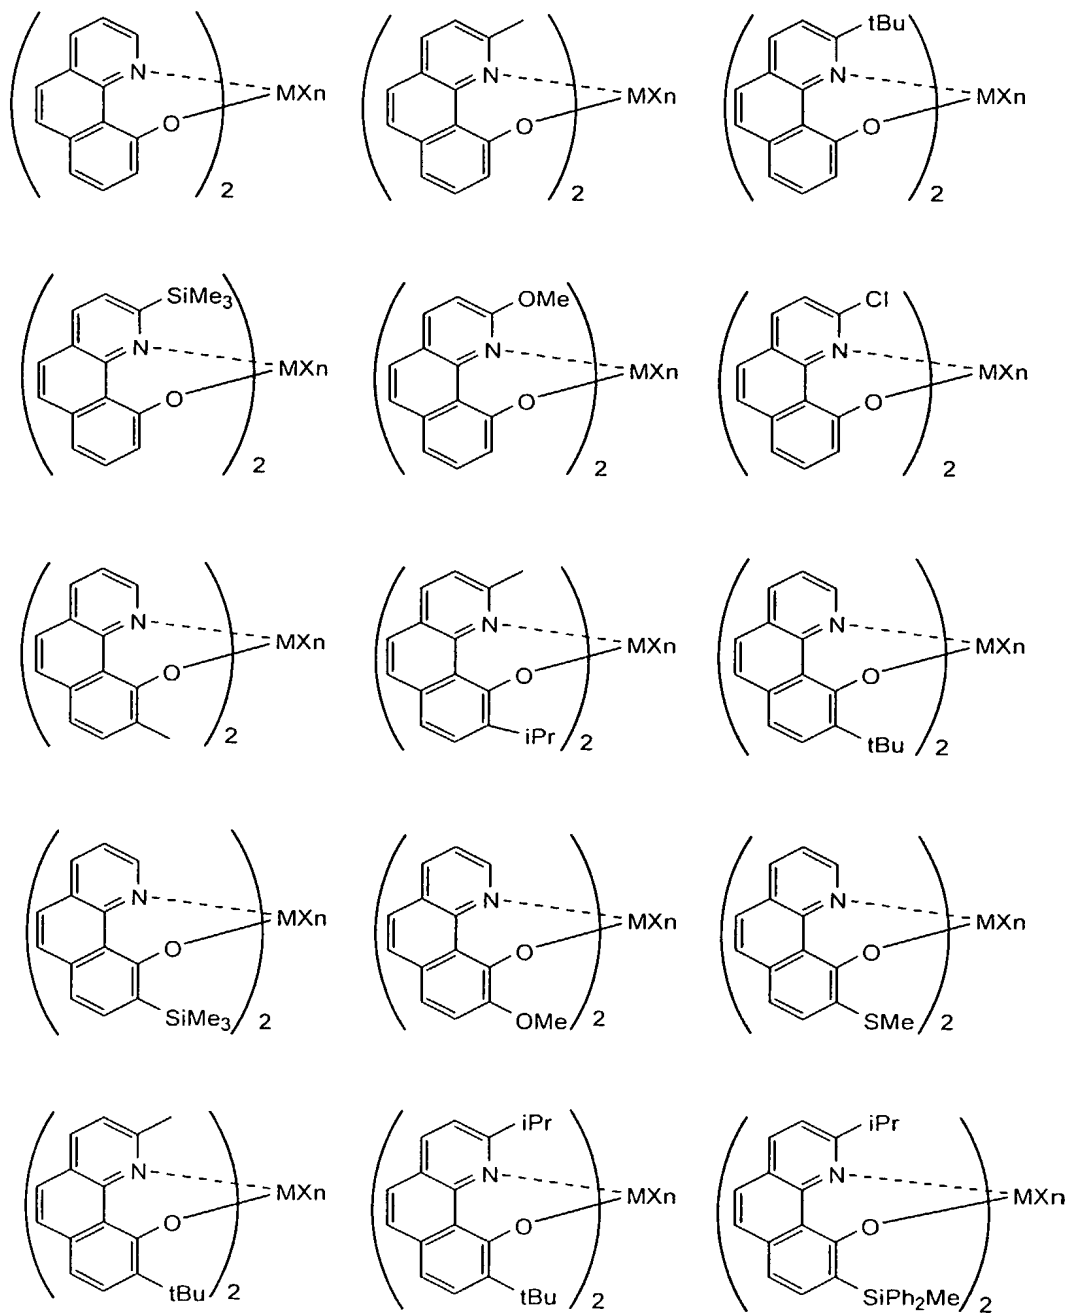 N O MXn 2 N O MXn 2 tBu N O MXn 2
SiMe3 N O MXn 2 OMe N O MXn 2 Cl N O MXn 2
N O MXn 2 N O MXn iPr 2 N O MXn tBu 2
N O MXn SiMe3 2 N O MXn OMe 2 N O MXn SMe 2
N O MXn tBu 2 iPr N O MXn tBu 2 iPr N O MXn SiPh2Me 2